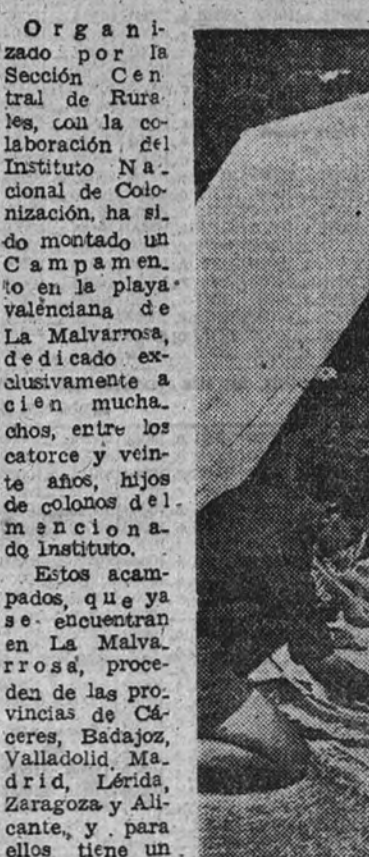 Organi-
zado por la
Sección Cen
tral de Rura
les, con la co-
laboración del
Instituto Na-
cional de Colo-
nización, ha si-
do montado un
Campamen-
to en la playa
valenciana de
La Malvarrosa,
dedicado ex-
clusivamente a
cien mucha-
chos, entre los
catorce y vein-
te años, hijos
de colonos del
menciona-
do Instituto.
Estos acam-
pados, que ya
se encuentran
en La Malva-
rrosa, proce-
den de las pro-
vincias de Cá-
ceres, Badajoz,
Valladolid, Ma-
drid, Lérida,
Zaragoza y Ali-
cante, y para
ellos tiene un